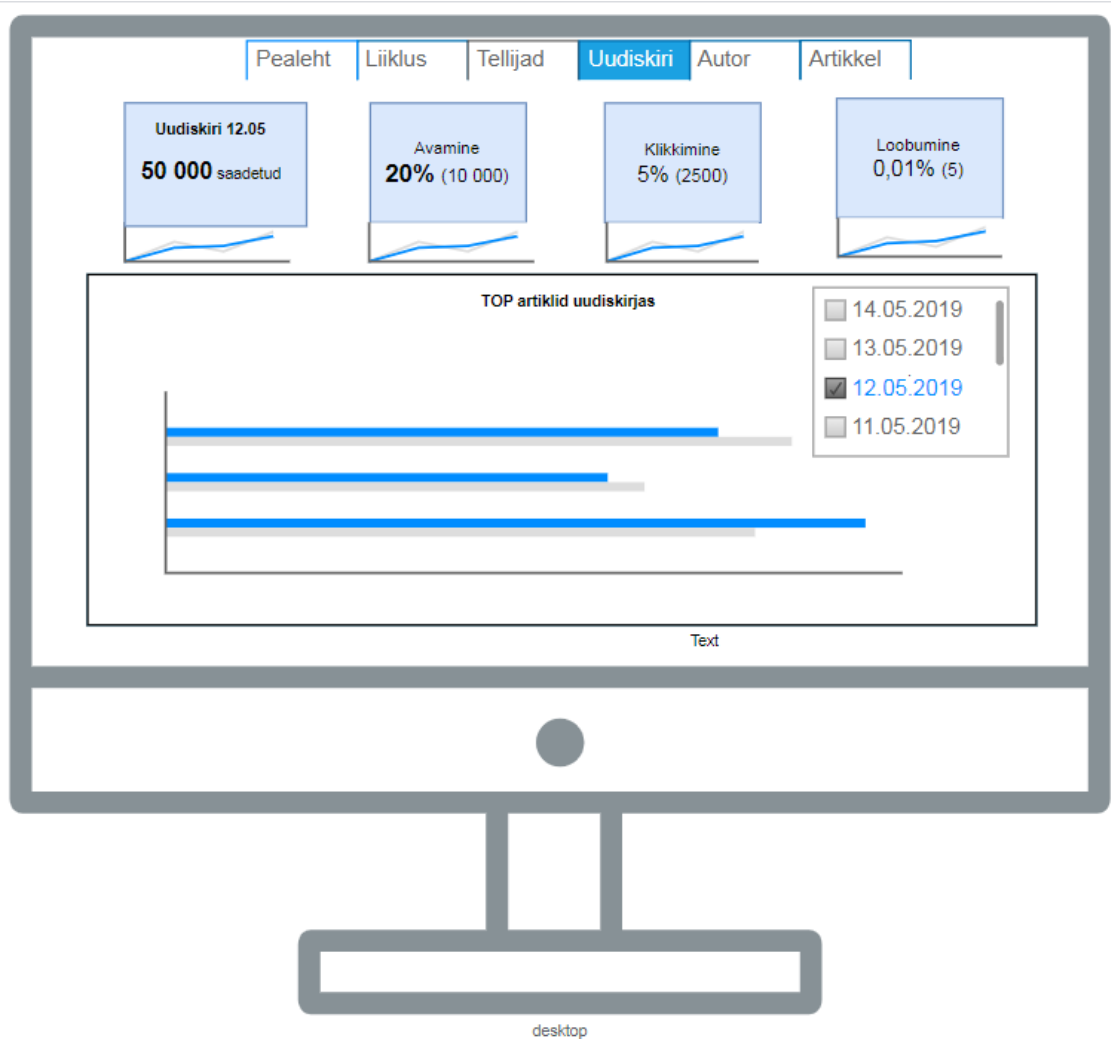 Pealeht Liiklus Tellijad Uudiskiri Autor Artikkel
Uudiskiri 12.05
50 000 saadetud
Avamine
20% (10 000)
Klikkimine
5% (2500)
Loobumine
0,01% (5)
TOP artiklid uudiskirjas
14.05.2019
13.05.2019
12.05.2019
11.05.2019
Text
desktop